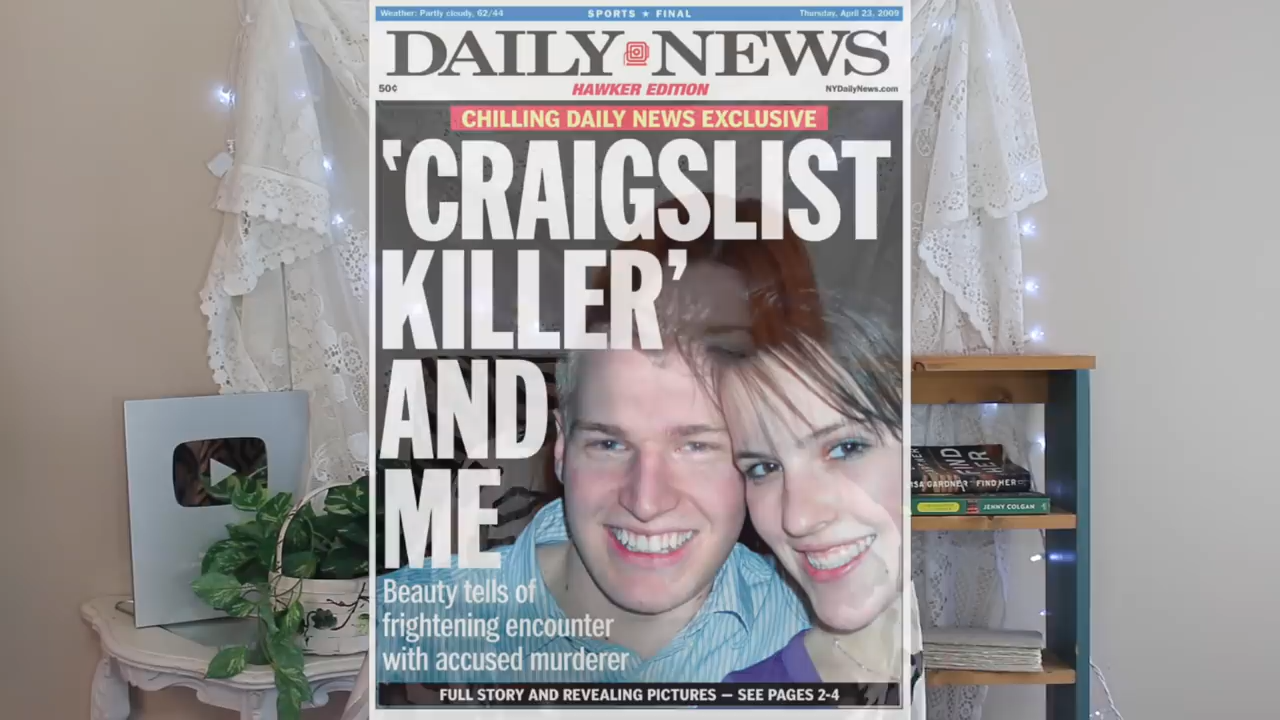 Weather: Partly cloudy, 62/44
SPORTS ★ FINAL
Thursday, April 23, 2009
DAILY NEWS
50¢
HAWKER EDITION
NYDailyNews.com
CHILLING DAILY NEWS EXCLUSIVE
‛CRAIGSLIST
KILLER’
AND
ME
Beauty tells of
frightening encounter
with accused murderer
FULL STORY AND REVEALING PICTURES — SEE PAGES 2-4
FIND
HER
LISA GARDNER FIND HER
JENNY COLGAN